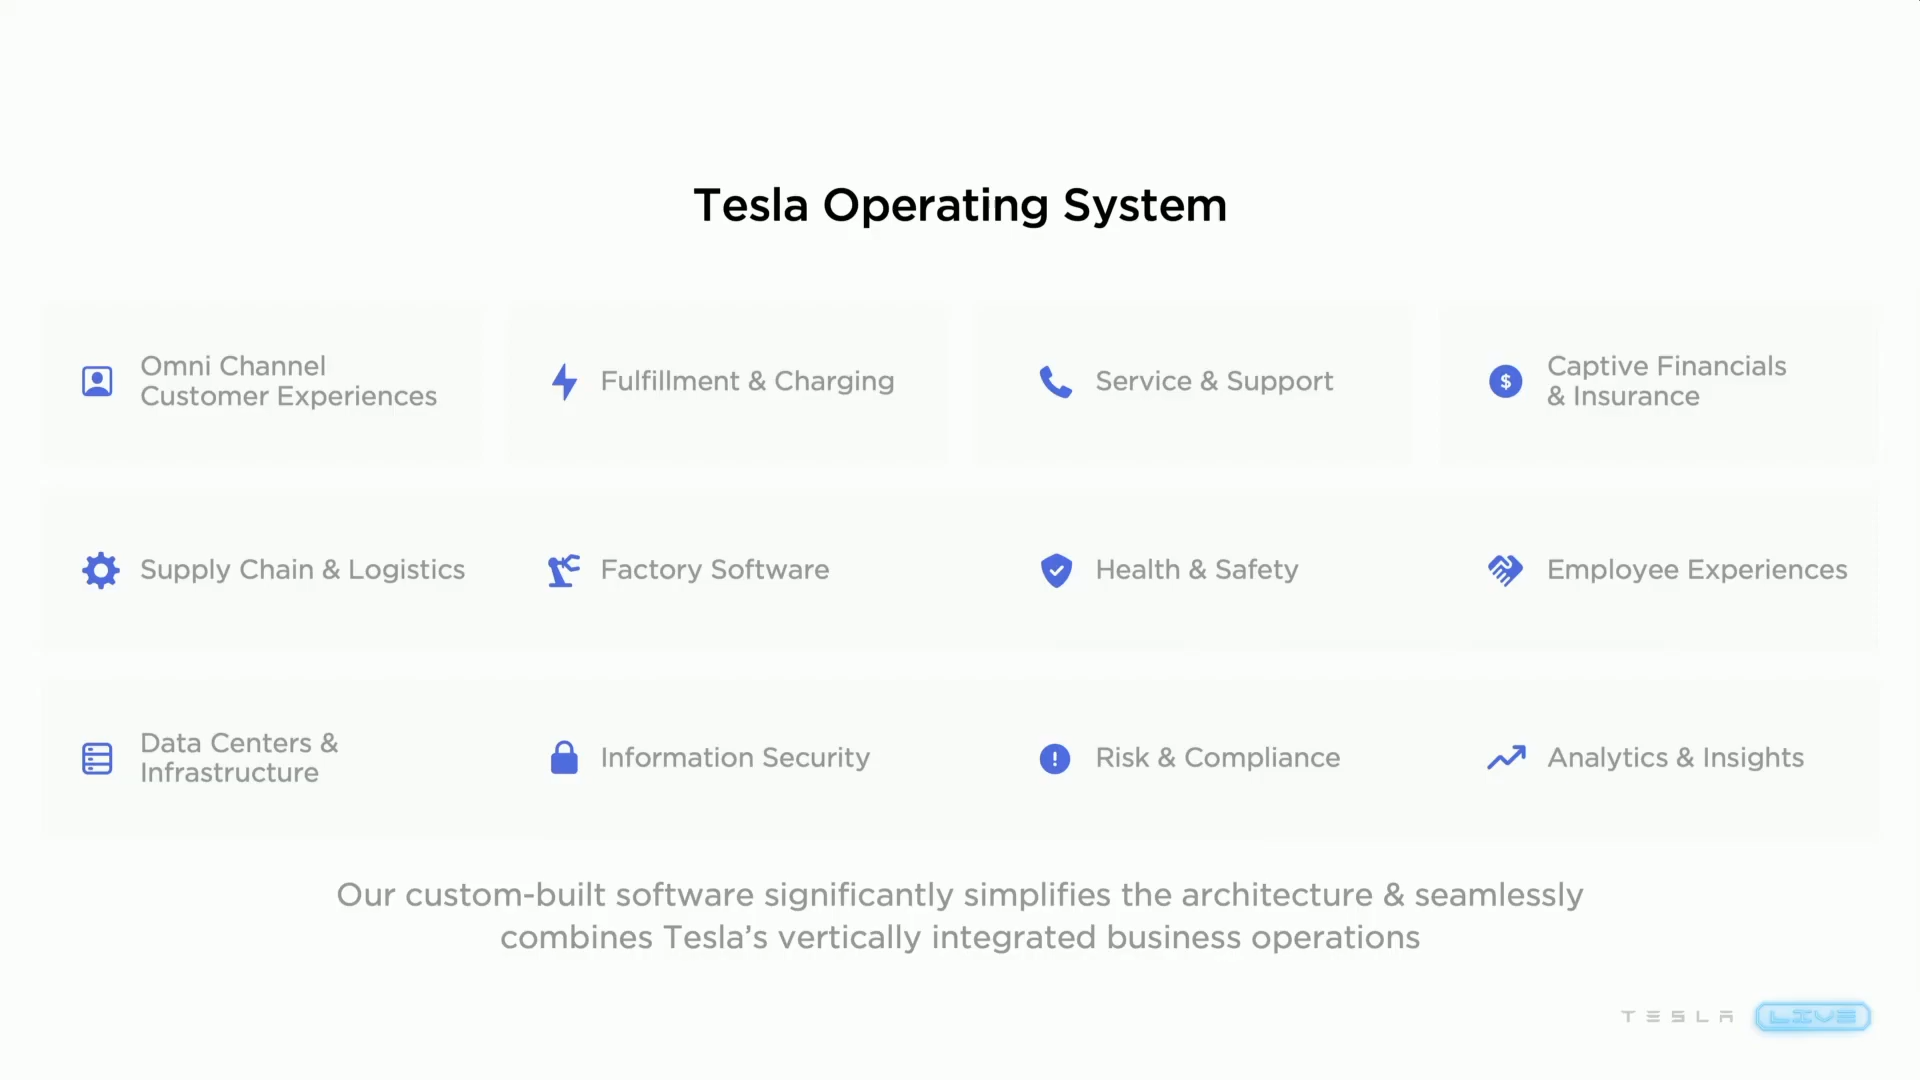 Tesla Operating System
Omni Channel
Customer Experiences
Fulfillment & Charging
Service & Support
Captive Financials
& Insurance
Supply Chain & Logistics
Factory Software
Health & Safety
Employee Experiences
Data Centers &
Infrastructure
Information Security
Risk & Compliance
Analytics & Insights
Our custom-built software significantly simplifies the architecture & seamlessly
combines Tesla’s vertically integrated business operations
TESLA LIVE